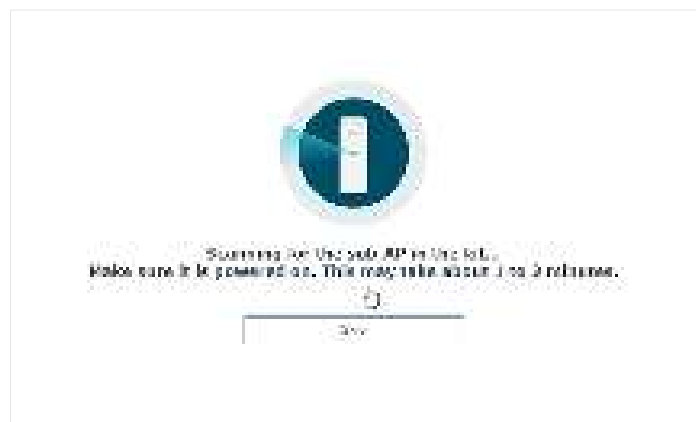 Scanning for the sub AP in the kit...
Make sure it is powered on. This may take about 1 to 3 minutes.